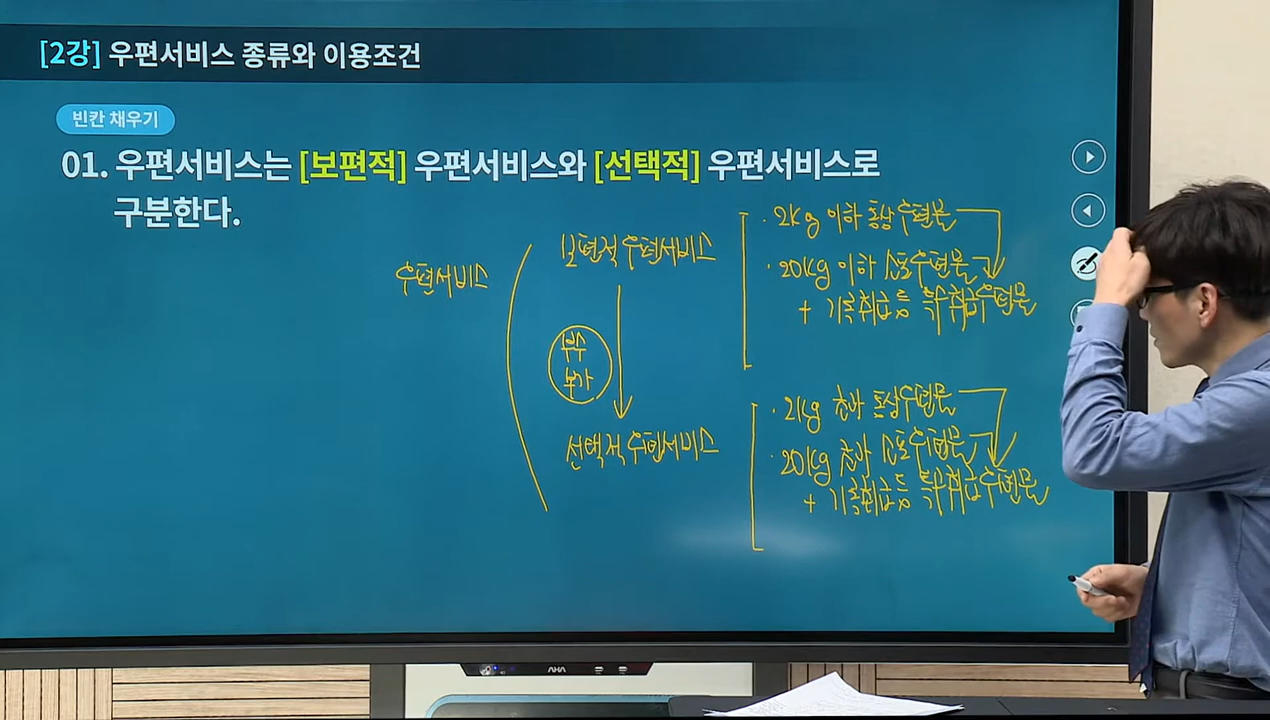 [2강] 우편서비스 종류와 이용조건
빈칸 채우기
01. 우편서비스는 [보편적] 우편서비스와 [선택적] 우편서비스로
구분한다.
우편서비스
보편적 우편서비스
· 2kg 이하 통상우편물
· 20kg 이하 소포우편물
+ 기록취급 등 특수취급우편물
부가
선택적 우편서비스
· 2kg 초과 통상우편물
· 20kg 초과 소포우편물
+ 기록취급 등 특수취급우편물
AHA